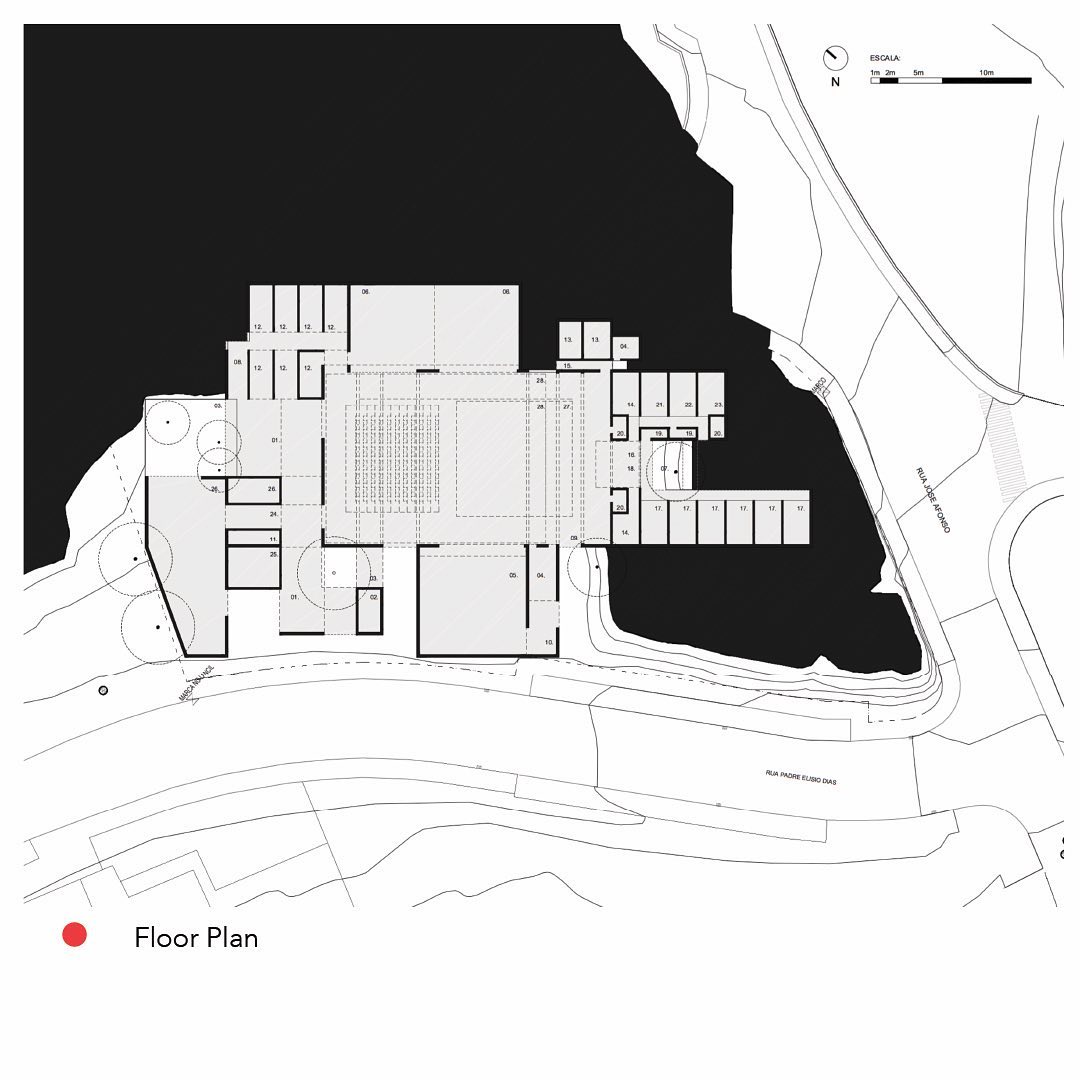 ESCALA:
1m 2m 5m 10m
N
06. 06.
12. 12. 12. 12.
13. 13. 04.
08. 12. 12. 12.
15.
28.
03.
28. 27.
14. 21. 22. 23.
01.
20. 19. 19. 20.
16.
18. 07.
26. 26.
24.
20. 17. 17. 17. 17. 17. 17.
11.
14.
09.
25.
03.
05. 04.
01. 02.
10.
RUA JOSE AFONSO
RUA PADRE ELISIO DIAS
Floor Plan